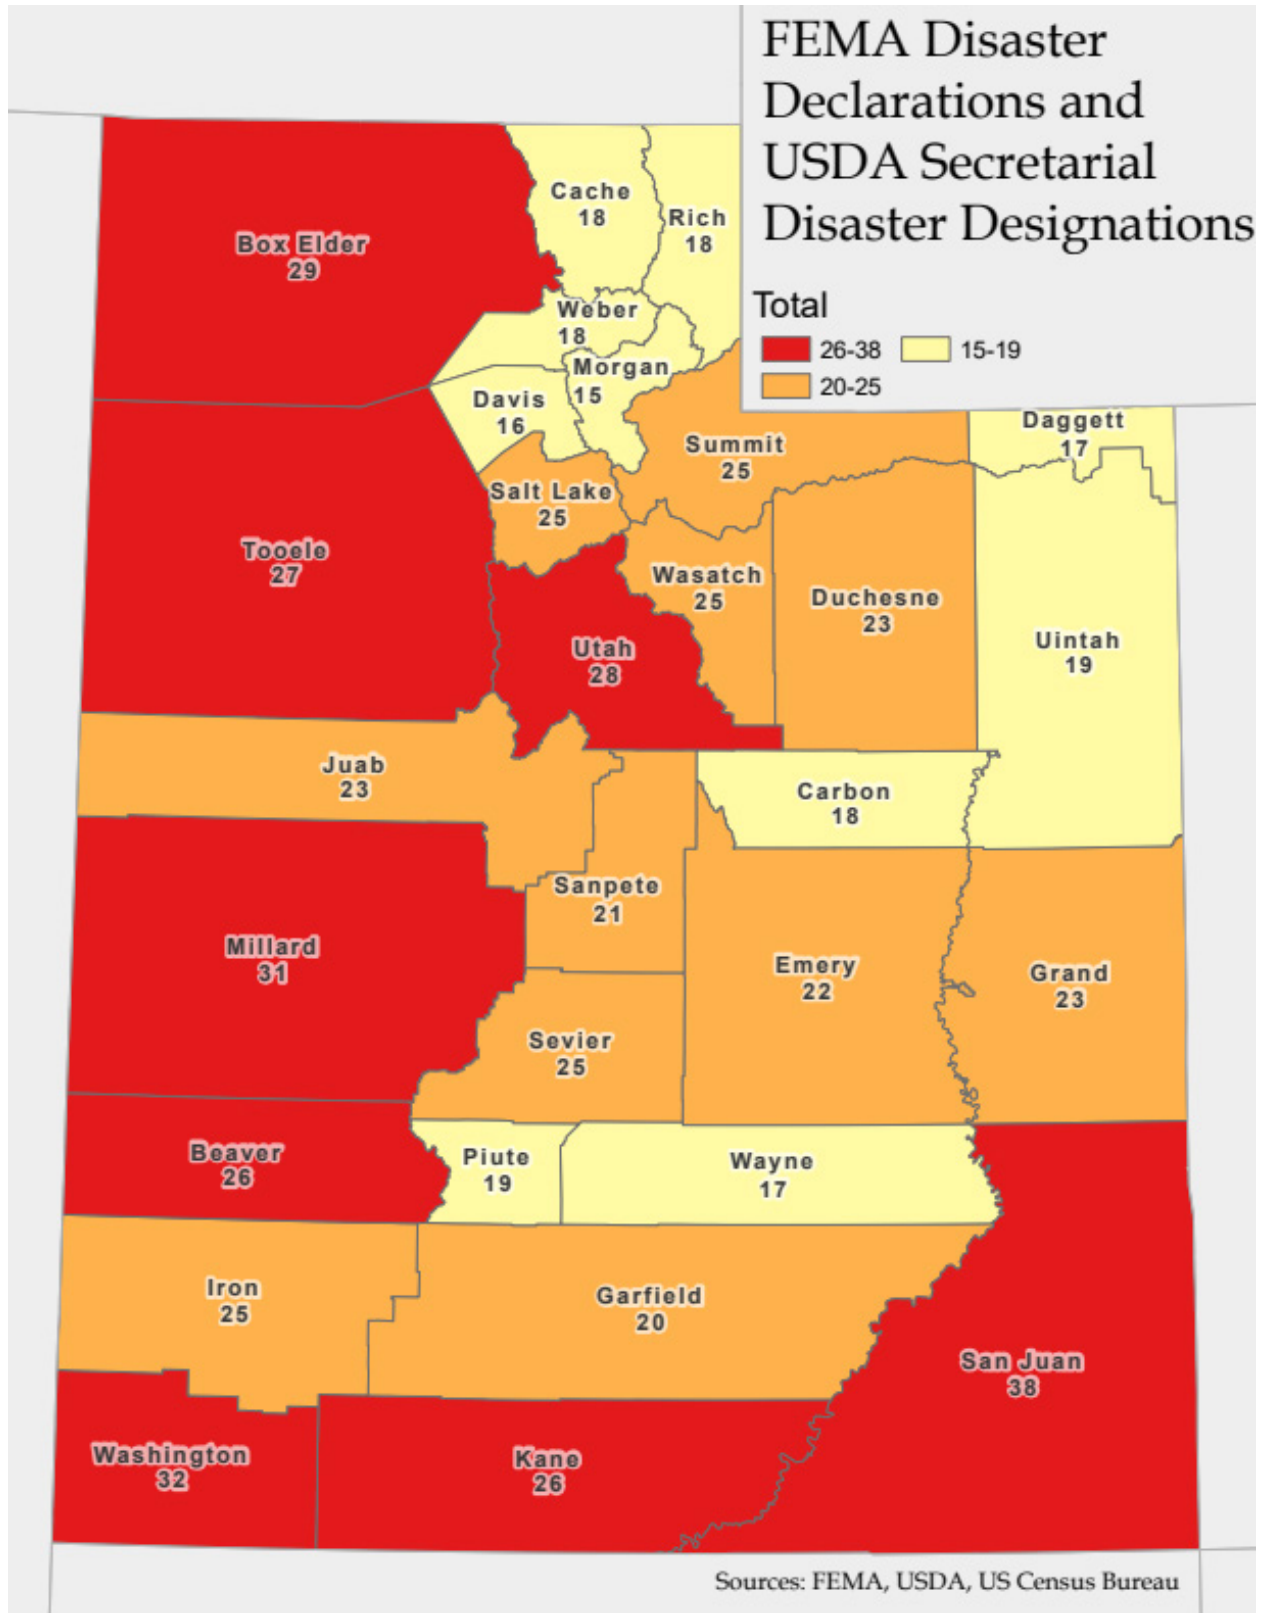 FEMA Disaster
Declarations and
USDA Secretarial
Disaster Designations
Total
26-38
15-19
20-25
Cache
18
Rich
18
Box Elder
29
Weber
18
Morgan
15
Davis
16
Daggett
17
Summit
25
Salt Lake
25
Tooele
27
Wasatch
25
Duchesne
23
Uintah
19
Utah
28
Juab
23
Carbon
18
Sanpete
21
Millard
31
Emery
22
Grand
23
Sevier
25
Beaver
26
Piute
19
Wayne
17
Iron
25
Garfield
20
San Juan
38
Washington
32
Kane
26
Sources: FEMA, USDA, US Census Bureau